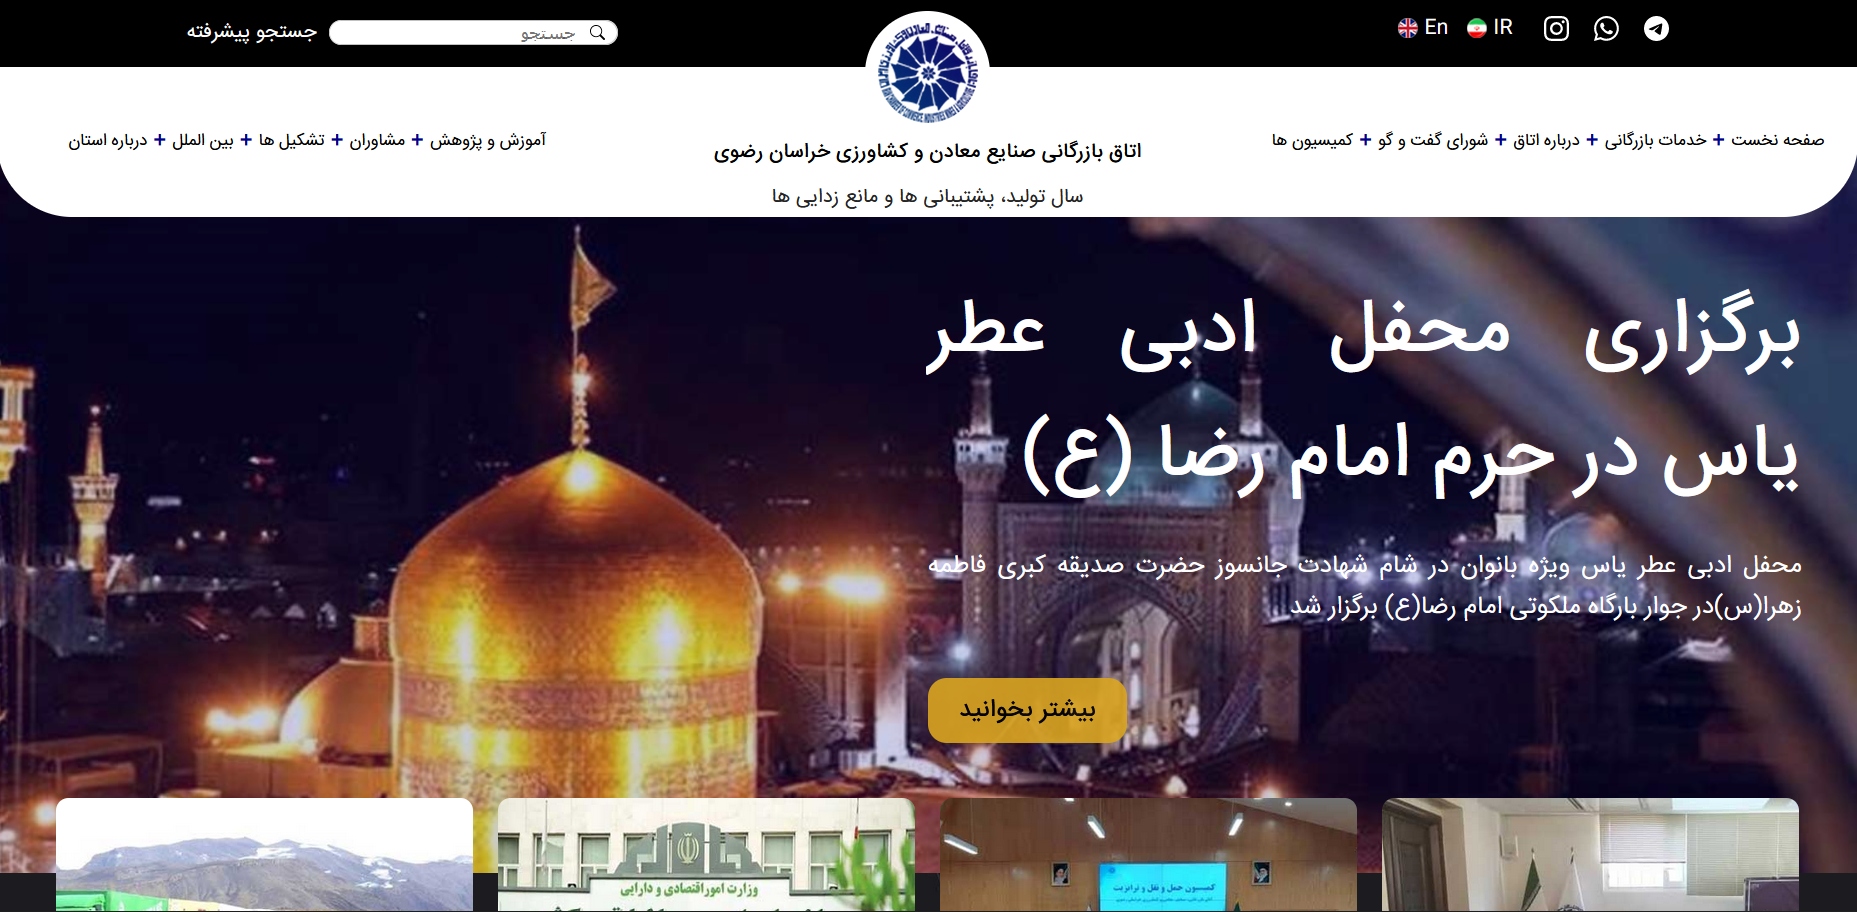 En IR
جستجو
جستجو پیشرفته
اتاق بازرگانی صنایع معادن و کشاورزی خراسان رضوی
سال تولید، پشتیبانی ها و مانع زدایی ها
صفحه نخست + خدمات بازرگانی + درباره اتاق + شورای گفت و گو + کمیسیون ها
آموزش و پژوهش + مشاوران + تشکیل ها + بین الملل + درباره استان
برگزاری محفل ادبی عطر
یاس در حرم امام رضا (ع)
محفل ادبی عطر یاس ویژه بانوان در شام شهادت جانسوز حضرت صدیقه کبری فاطمه
زهرا(س)در جوار بارگاه ملکوتی امام رضا(ع) برگزار شد
بیشتر بخوانید
کمیسیون حمل و نقل و ترانزیت
وزارت امور اقتصادی و دارایی